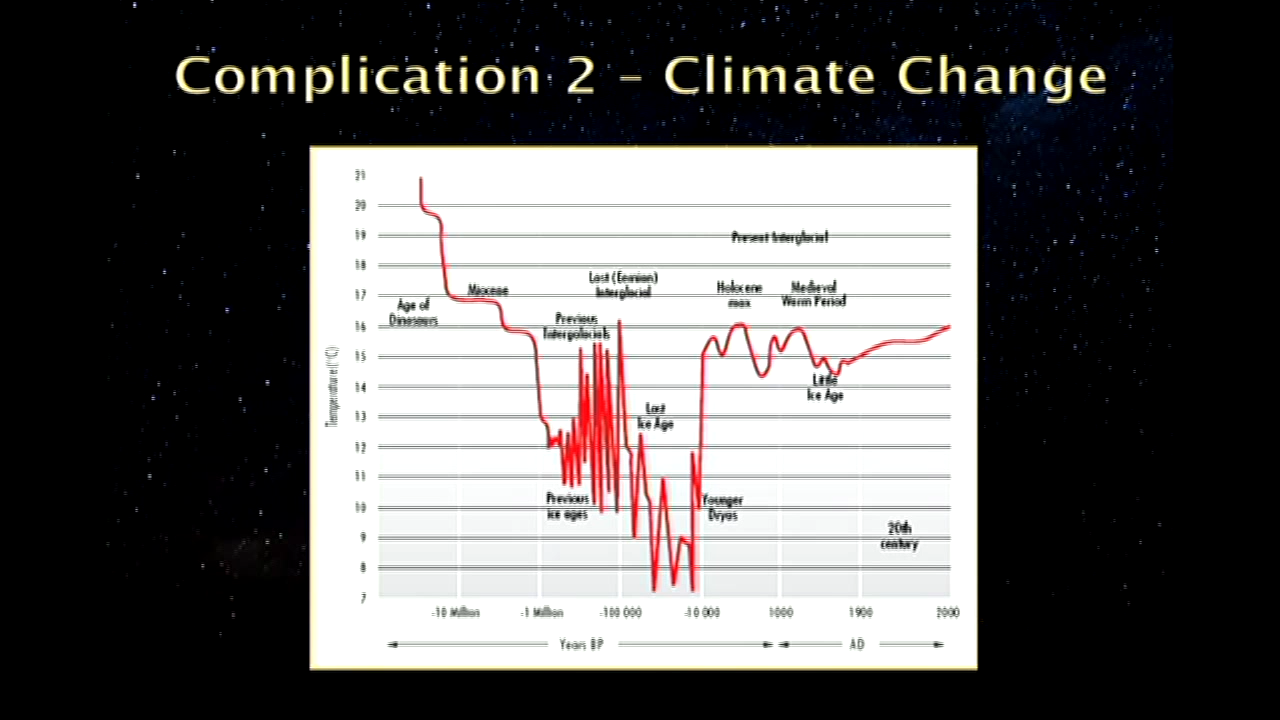 Complication 2 – Climate Change
21
20
19
Present Interglacial
18
Last (Eemian)
Interglacial
17
Miocene
Holocene
max
Medieval
Warm Period
Age of
Dinosaurs
16
Previous
Intergolacials
15
Temperature (°C)
14
Little
Ice Age
13
Last
Ice Age
12
11
10
Previous
ice ages
Younger
Dryas
9
20th
century
8
7
-10 Million
-1 Million
-100 000
-10 000
1000
1900
2000
Years BP
AD